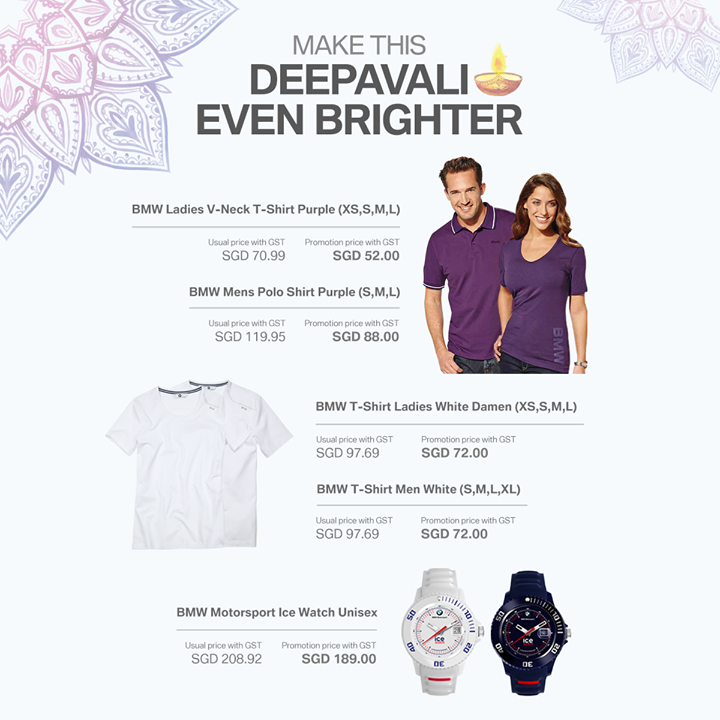 MAKE THIS
DEEPAVALI
EVEN BRIGHTER
BMW Ladies V-Neck T-Shirt Purple (XS,S,M,L)
Usual price with GST Promotion price with GST
SGD 70.99 SGD 52.00
BMW Mens Polo Shirt Purple (S,M,L)
Usual price with GST Promotion price with GST
SGD 119.95 SGD 88.00
BMW
BMW T-Shirt Ladies White Damen (XS,S,M,L)
Usual price with GST Promotion price with GST
SGD 97.69 SGD 72.00
BMW T-Shirt Men White (S,M,L,XL)
Usual price with GST Promotion price with GST
SGD 97.69 SGD 72.00
BMW Motorsport Ice Watch Unisex
Usual price with GST Promotion price with GST
SGD 208.92 SGD 189.00
ice
ice